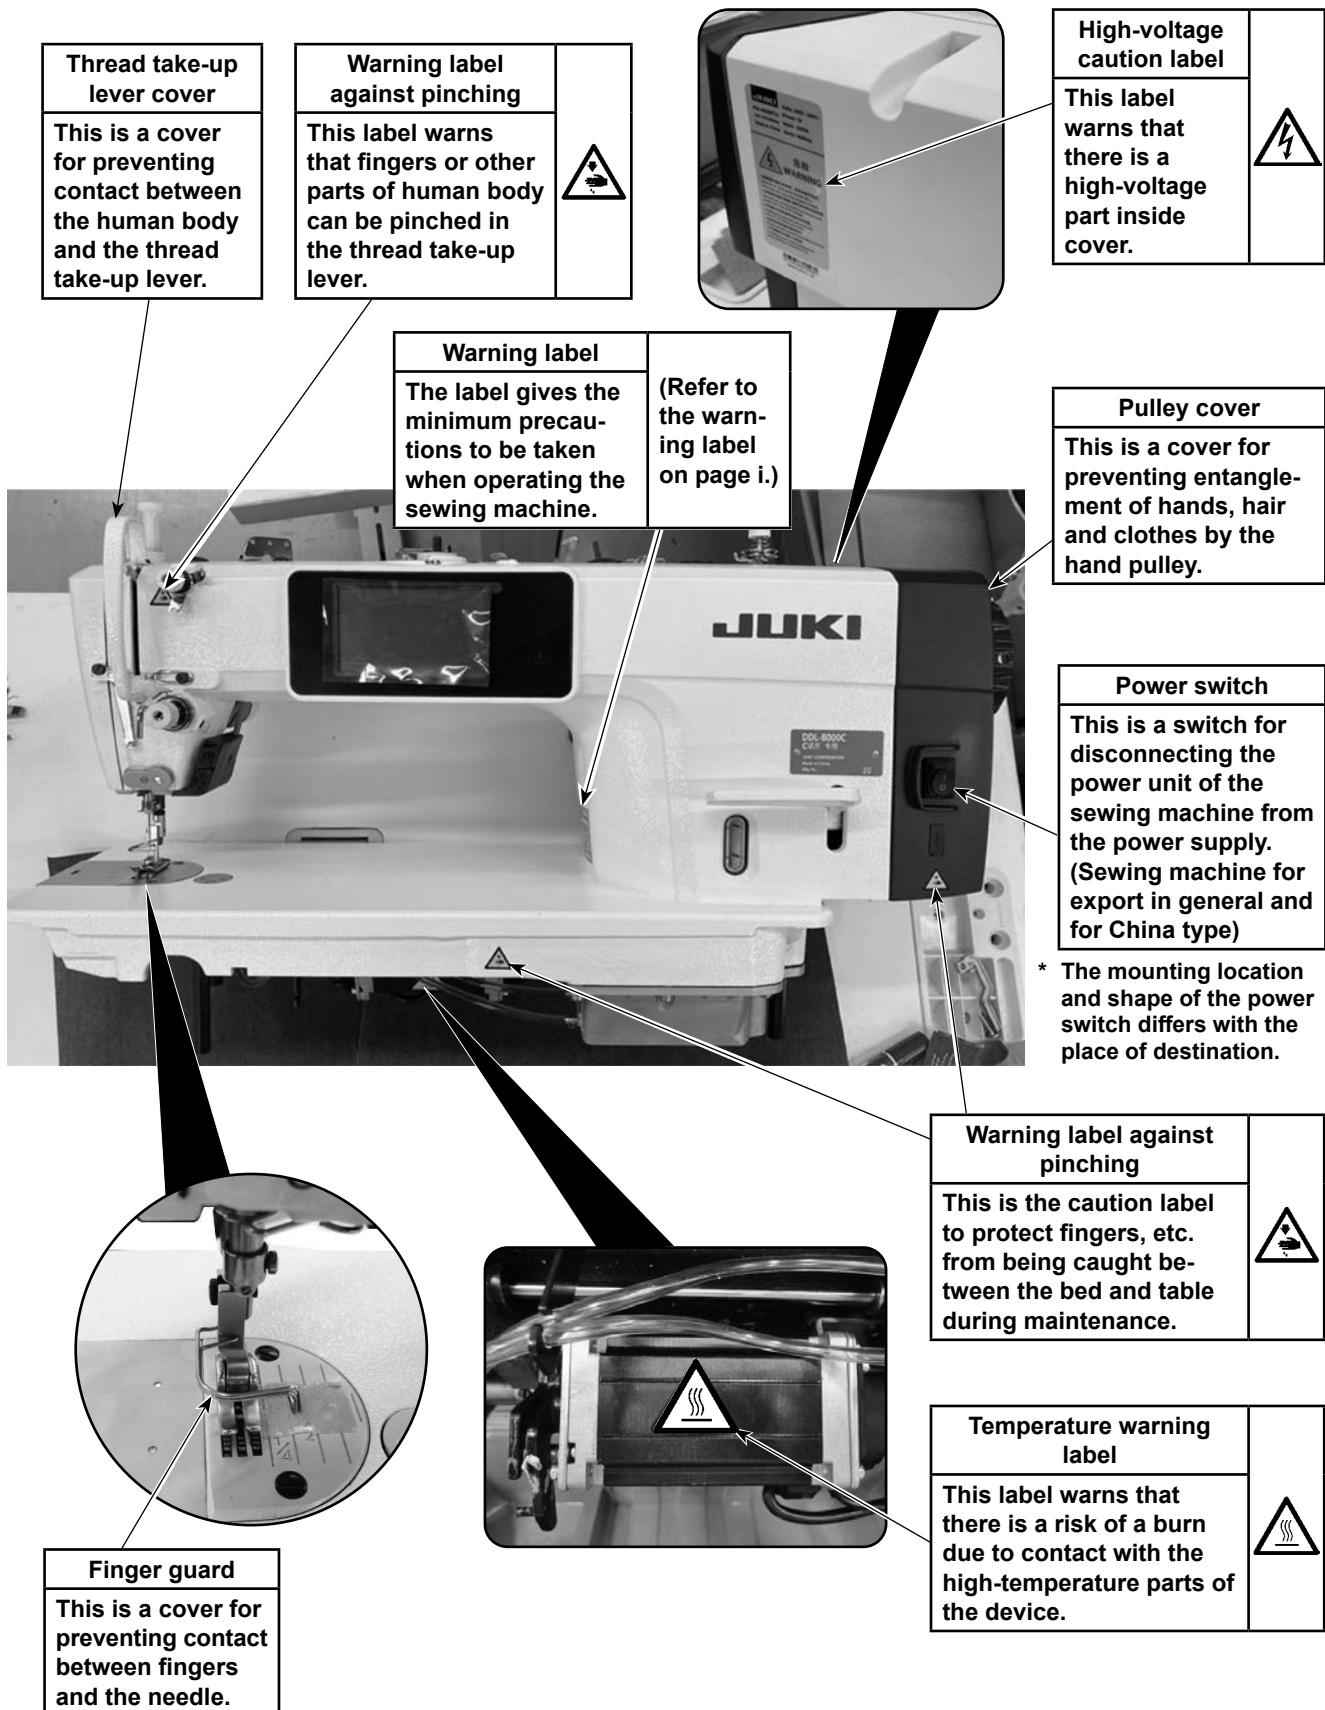 Thread take-up
lever cover
This is a cover
for preventing
contact between
the human body
and the thread
take-up lever.
Warning label
against pinching
This label warns
that fingers or other
parts of human body
can be pinched in
the thread take-up
lever.
JUKI
危険
WARNING
High-voltage
caution label
This label
warns that
there is a
high-voltage
part inside
cover.
Warning label
The label gives the
minimum precau-
tions to be taken
when operating the
sewing machine.
(Refer to
the warn-
ing label
on page i.)
Pulley cover
This is a cover for
preventing entangle-
ment of hands, hair
and clothes by the
hand pulley.
JUKI
DDL-8000C
JUKI CORPORATION
20
Power switch
This is a switch for
disconnecting the
power unit of the
sewing machine from
the power supply.
(Sewing machine for
export in general and
for China type)
* The mounting location
and shape of the power
switch differs with the
place of destination.
Warning label against
pinching
This is the caution label
to protect fingers, etc.
from being caught be-
tween the bed and table
during maintenance.
Temperature warning
label
This label warns that
there is a risk of a burn
due to contact with the
high-temperature parts of
the device.
Finger guard
This is a cover for
preventing contact
between fingers
and the needle.